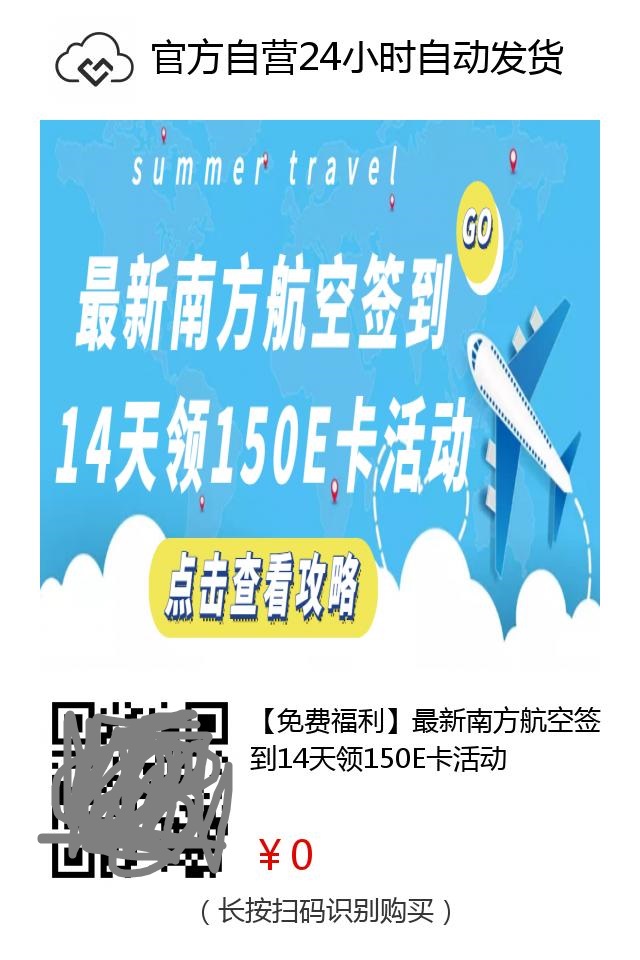 官方自营24小时自动发货
summer travel
GO
最新南方航空签到
14天领150E卡活动
点击查看攻略
【免费福利】最新南方航空签
到14天领150E卡活动
￥0
（长按扫码识别购买）